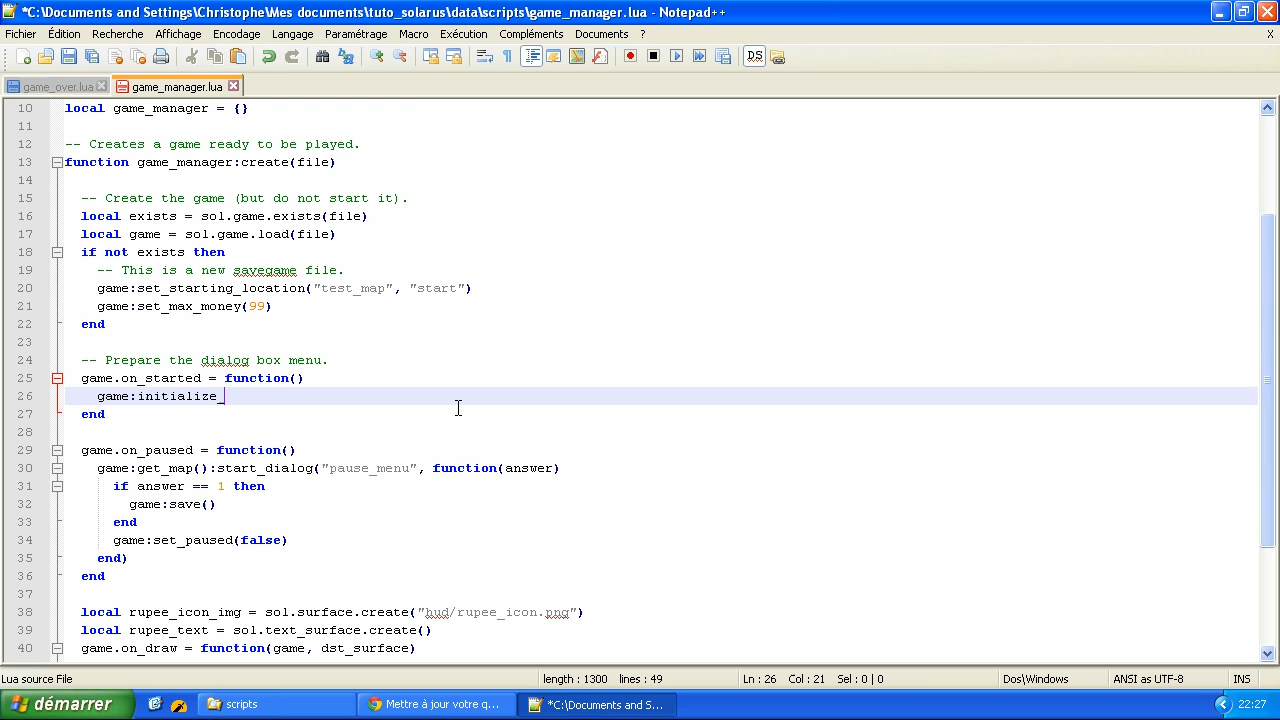 *C:\Documents and Settings\Christophe\Mes documents\tuto_solarus\data\scripts\game_manager.lua - Notepad++
Fichier Édition Recherche Affichage Encodage Langage Paramétrage Macro Exécution Compléments Documents ? X
game_over.lua game_manager.lua
10 local game_manager = {}
11
12 -- Creates a game ready to be played.
13 function game_manager:create(file)
14
15 -- Create the game (but do not start it).
16 local exists = sol.game.exists(file)
17 local game = sol.game.load(file)
18 if not exists then
19 -- This is a new savegame file.
20 game:set_starting_location("test_map", "start")
21 game:set_max_money(99)
22 end
23
24 -- Prepare the dialog box menu.
25 game.on_started = function()
26 game:initialize_
27 end
28
29 game.on_paused = function()
30 game:get_map():start_dialog("pause_menu", function(answer)
31 if answer == 1 then
32 game:save()
33 end
34 game:set_paused(false)
35 end)
36 end
37
38 local rupee_icon_img = sol.surface.create("hud/rupee_icon.png")
39 local rupee_text = sol.text_surface.create()
40 game.on_draw = function(game, dst_surface)
Lua source File length : 1300 lines : 49 Ln : 26 Col : 21 Sel : 0 | 0 Dos\Windows ANSI as UTF-8 INS
démarrer scripts Mettre à jour votre q... *C:\Documents and S... 22:27